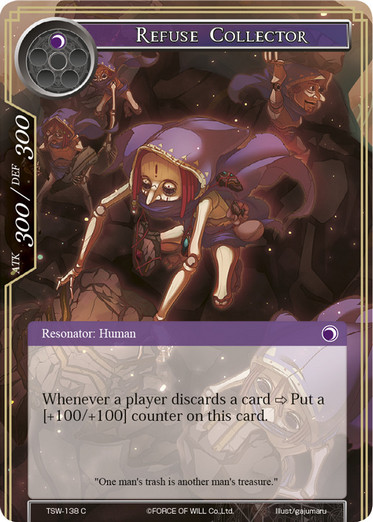 REFUSE COLLECTOR
ATK 300 / DEF 300
Resonator: Human
Whenever a player discards a card ⇨ Put a
[+100/+100] counter on this card.
"One man's trash is another man's treasure."
TSW-138 C ©FORCE OF WILL Co.,Ltd. Illust/gajumaru